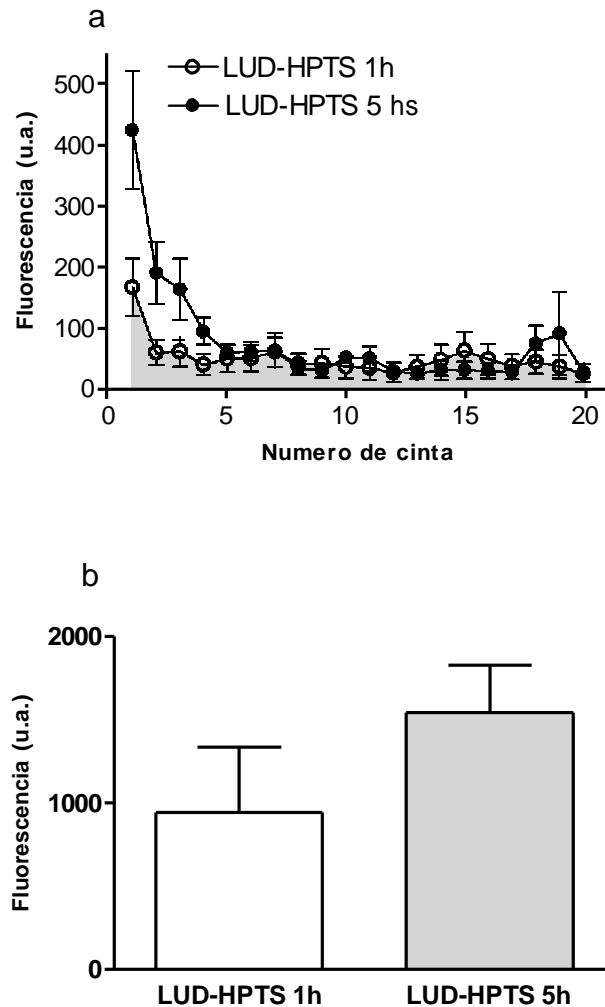 a
LUD-HPTS 1h
LUD-HPTS 5 hs
Fluorescencia (u.a.)
500
400
300
200
100
0
0 5 10 15 20
Numero de cinta
b
Fluorescencia (u.a.)
2000
1000
0
LUD-HPTS 1h LUD-HPTS 5h